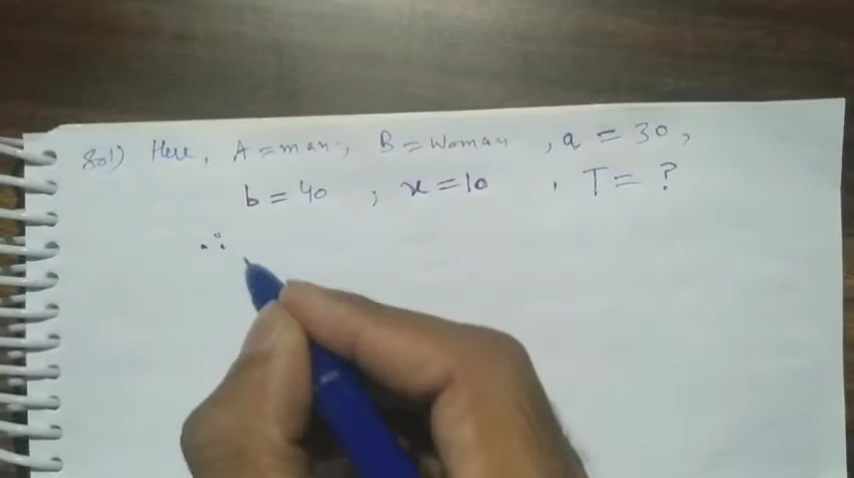 Sol) Here, A = man, B = Woman, a = 30,
b = 40 ; x = 10 , T = ?
∴